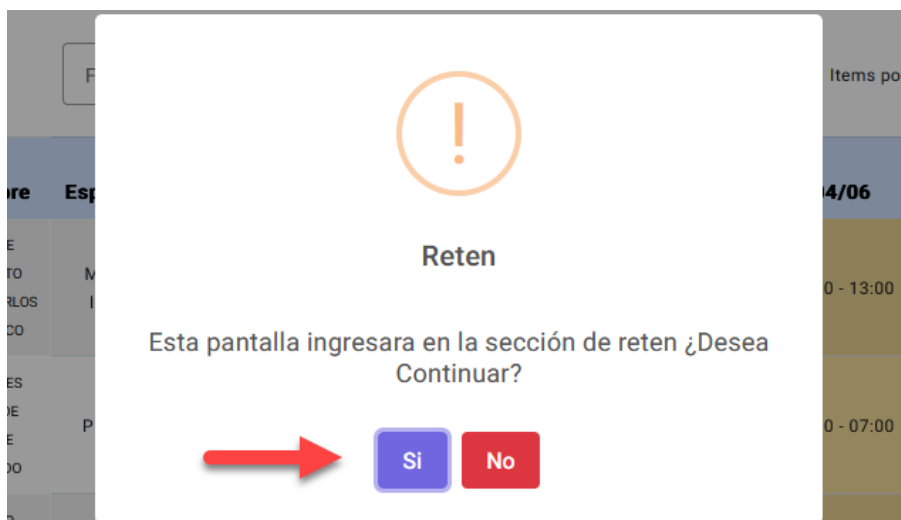 Items po
Esp
4/06
0 - 13:00
0 - 07:00
!
Reten
Esta pantalla ingresara en la sección de reten ¿Desea
Continuar?
Si
No